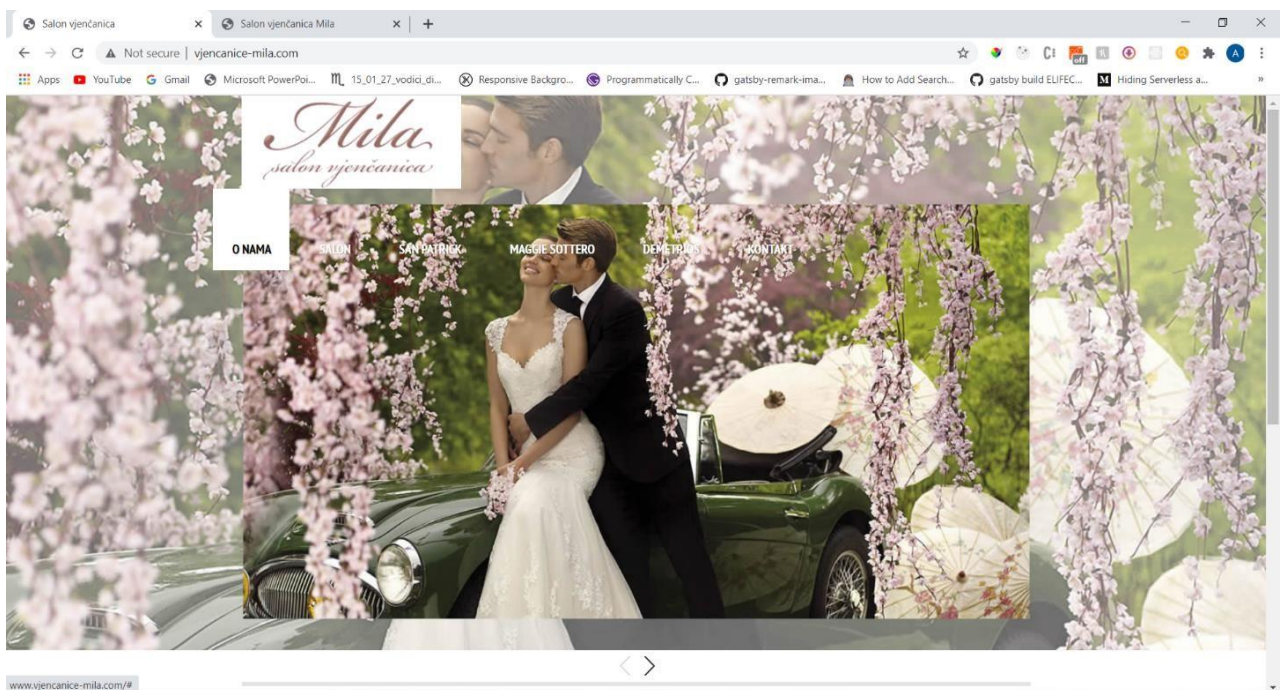 Salon vjenčanica
Salon vjenčanica Mila
Not secure | vjencanice-mila.com
off
A
Apps YouTube Gmail Microsoft PowerPoi... 15_01_27_vodici_di... Responsive Backgro... Programmatically C... gatsby-remark-ima... How to Add Search... gatsby build ELIFEC... Hiding Serverless a... »
Mila
salon vjenčanica
O NAMA SALON SAN PATRICK MAGGIE SOTTERO DEMETRIOS KONTAKT
www.vjencanice-mila.com/#